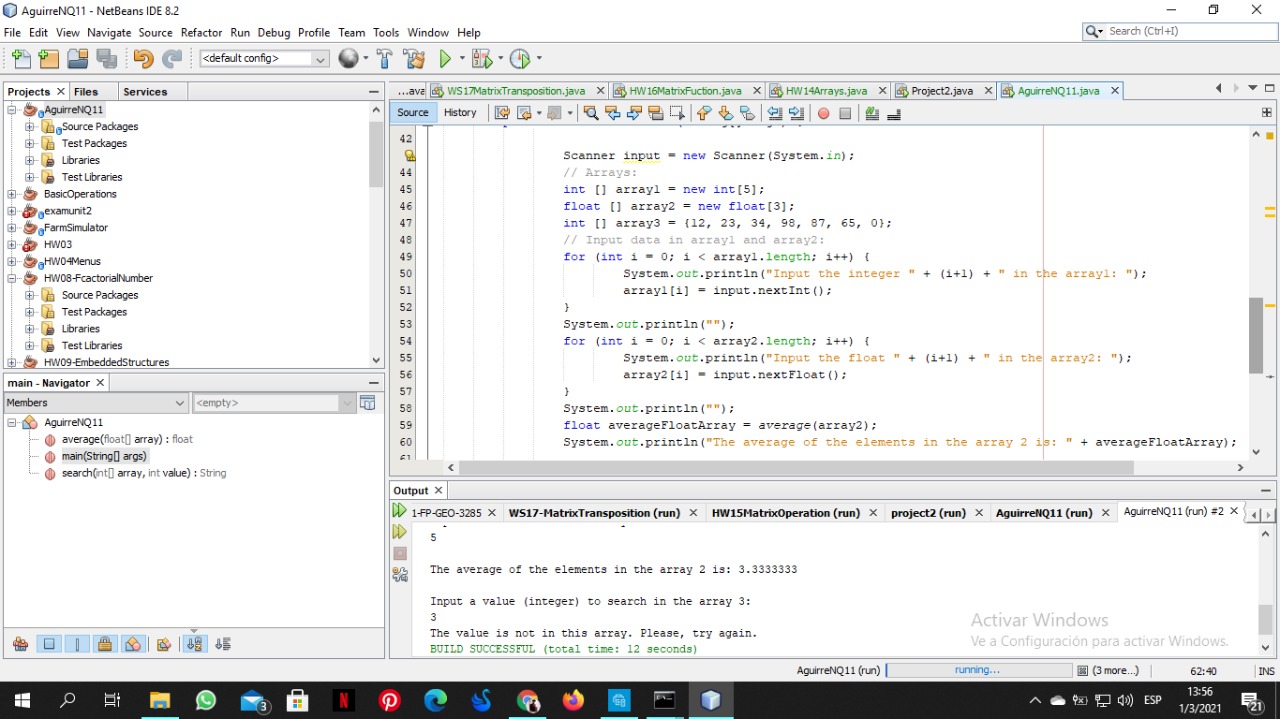 AguirreNQ11 - NetBeans IDE 8.2
File Edit View Navigate Source Refactor Run Debug Profile Team Tools Window Help
Search (Ctrl+I)
<default config>
Projects Files Services
AguirreNQ11
Source Packages
Test Packages
Libraries
Test Libraries
BasicOperations
examunit2
FarmSimulator
HW03
HW04Menus
HW08-FcactorialNumber
Source Packages
Test Packages
Libraries
Test Libraries
HW09-EmbeddedStructures
main - Navigator
Members
<empty>
AguirreNQ11
average(float[] array) : float
main(String[] args)
search(int[] array, int value) : String
...ava WS17MatrixTransposition.java HW16MatrixFuction.java HW14Arrays.java Project2.java AguirreNQ11.java
Source History
42
Scanner input = new Scanner(System.in);
44 // Arrays:
45 int [] array1 = new int[5];
46 float [] array2 = new float[3];
47 int [] array3 = {12, 23, 34, 98, 87, 65, 0};
48 // Input data in array1 and array2:
49 for (int i = 0; i < array1.length; i++) {
50 System.out.println("Input the integer " + (i+1) + " in the array1: ");
51 array1[i] = input.nextInt();
52 }
53 System.out.println("");
54 for (int i = 0; i < array2.length; i++) {
55 System.out.println("Input the float " + (i+1) + " in the array2: ");
56 array2[i] = input.nextFloat();
57 }
58 System.out.println("");
59 float averageFloatArray = average(array2);
60 System.out.println("The average of the elements in the array 2 is: " + averageFloatArray);
61
Output
1-FP-GEO-3285 WS17-MatrixTransposition (run) HW15MatrixOperation (run) project2 (run) AguirreNQ11 (run) AguirreNQ11 (run) #2
5
The average of the elements in the array 2 is: 3.3333333
Input a value (integer) to search in the array 3:
3
The value is not in this array. Please, try again.
BUILD SUCCESSFUL (total time: 12 seconds)
Activar Windows
Ve a Configuración para activar Windows.
AguirreNQ11 (run) running... (3 more...) 62:40 INS
3
ESP
13:56
1/3/2021
21